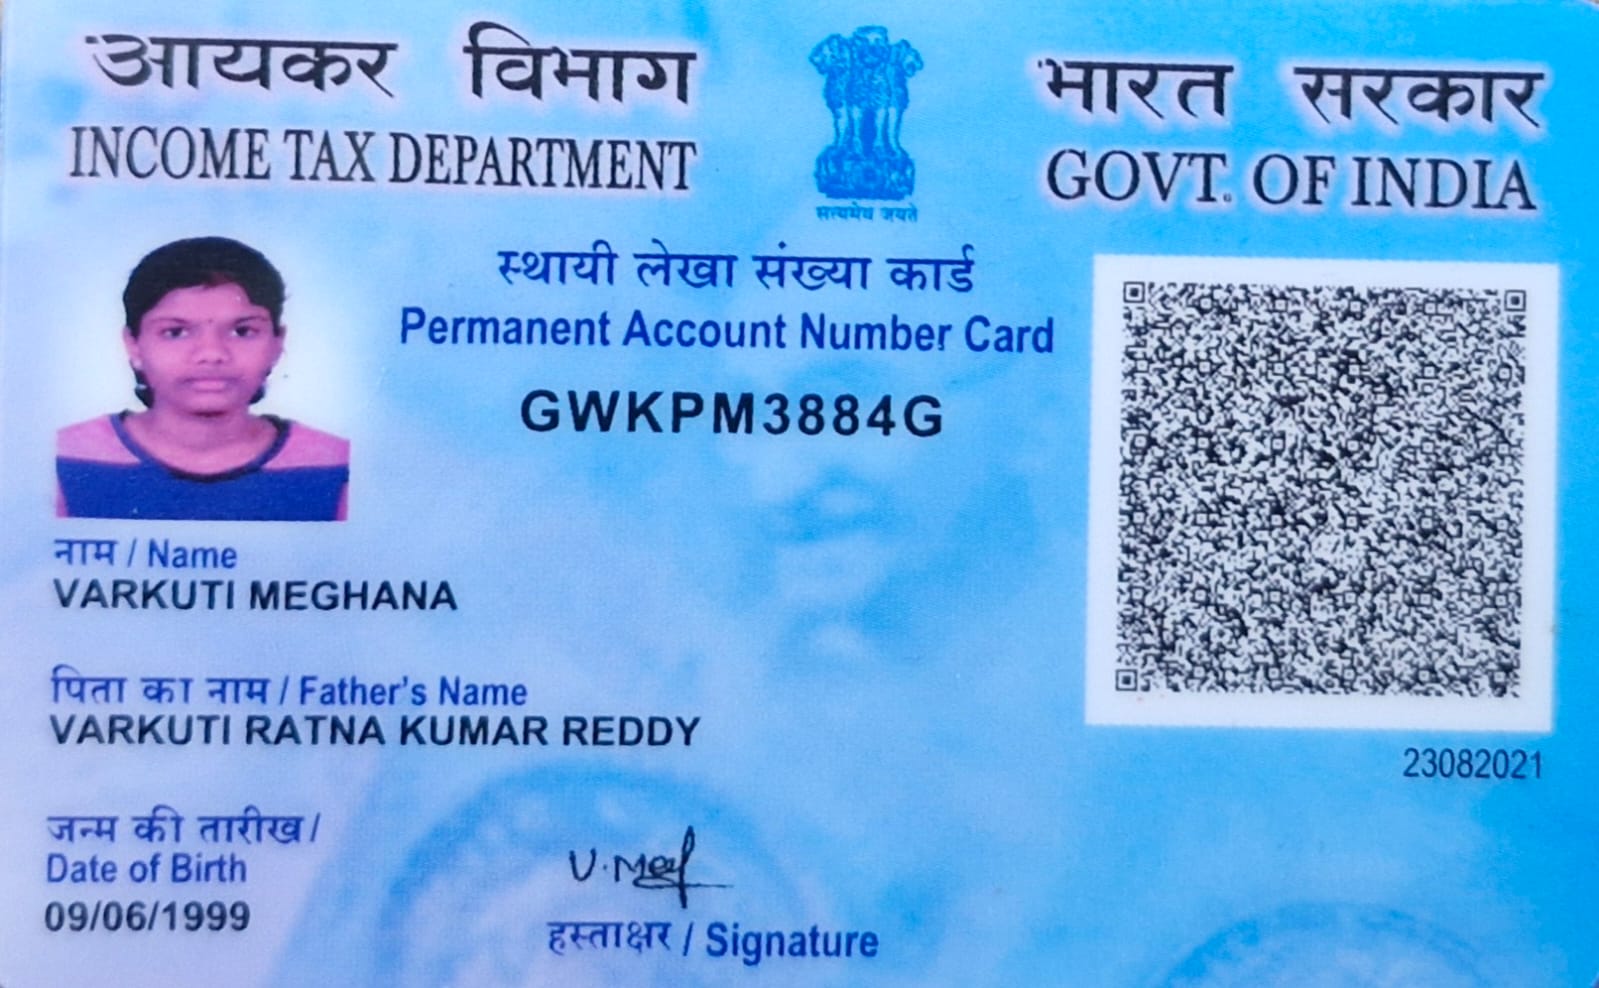 आयकर विभाग
INCOME TAX DEPARTMENT
सत्यमेव जयते
भारत सरकार
GOVT. OF INDIA
स्थायी लेखा संख्या कार्ड
Permanent Account Number Card
GWKPM3884G
नाम / Name
VARKUTI MEGHANA
पिता का नाम / Father's Name
VARKUTI RATNA KUMAR REDDY
23082021
जन्म की तारीख /
Date of Birth
09/06/1999
हस्ताक्षर / Signature